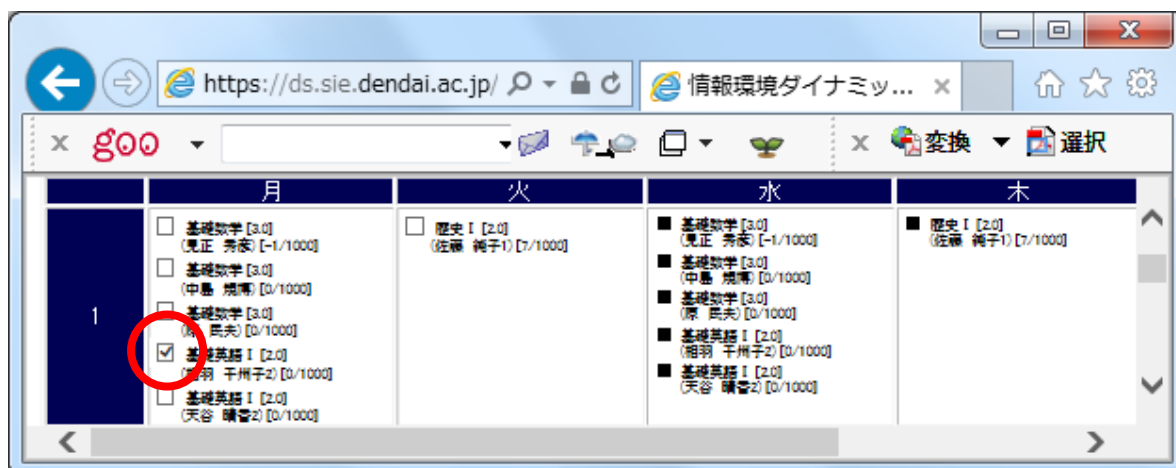 https://ds.sie.dendai.ac.jp/
情報環境ダイナミッ...
goo
変換
選択
月 火 水 木
1
基礎数学 [3.0]
(見正 秀彦) [-1/1000]
基礎数学 [3.0]
(中島 規博) [0/1000]
基礎数学 [3.0]
(原 民夫) [0/1000]
基礎英語 I [2.0]
(相羽 千州子2) [0/1000]
基礎英語 I [2.0]
(天谷 晴香2) [0/1000]
歴史 I [2.0]
(佐藤 純子1) [7/1000]
基礎数学 [3.0]
(見正 秀彦) [-1/1000]
基礎数学 [3.0]
(中島 規博) [0/1000]
基礎数学 [3.0]
(原 民夫) [0/1000]
基礎英語 I [2.0]
(相羽 千州子2) [0/1000]
基礎英語 I [2.0]
(天谷 晴香2) [0/1000]
歴史 I [2.0]
(佐藤 純子1) [7/1000]